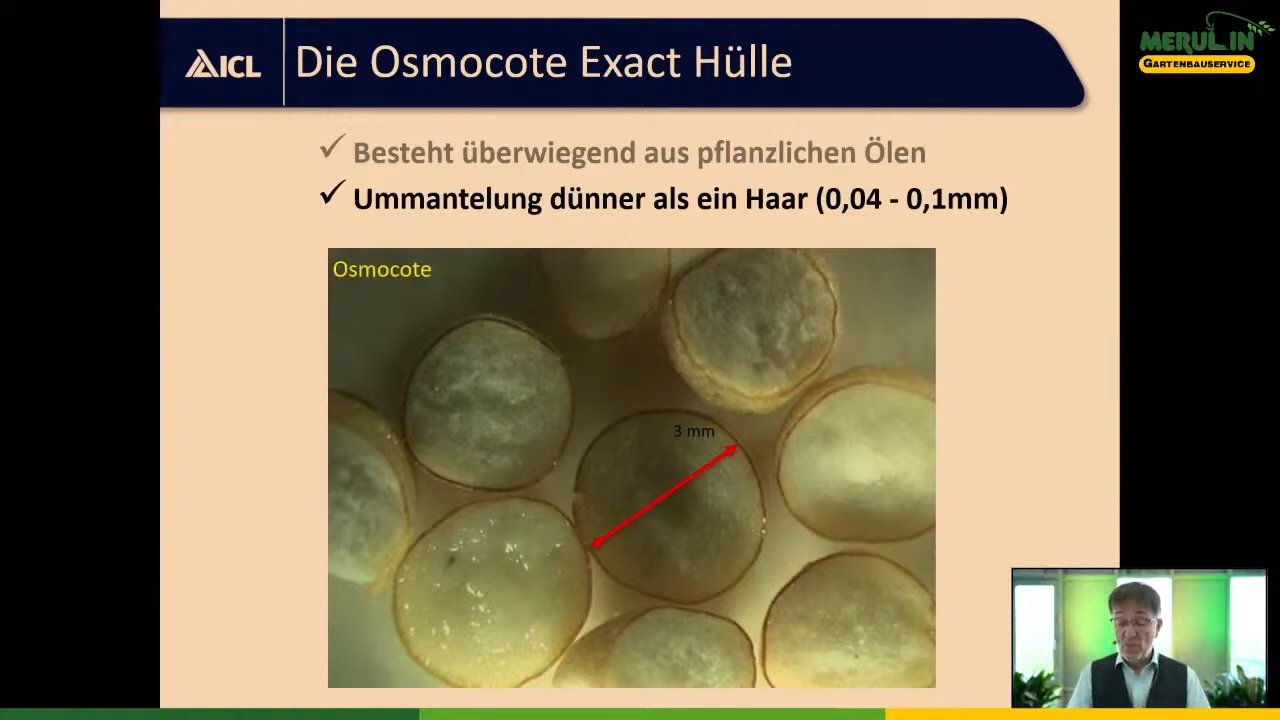 ICL
Die Osmocote Exact Hülle
MERULIN
GARTENBAUSERVICE
✓ Besteht überwiegend aus pflanzlichen Ölen
✓ Ummantelung dünner als ein Haar (0,04 - 0,1mm)
Osmocote
3 mm